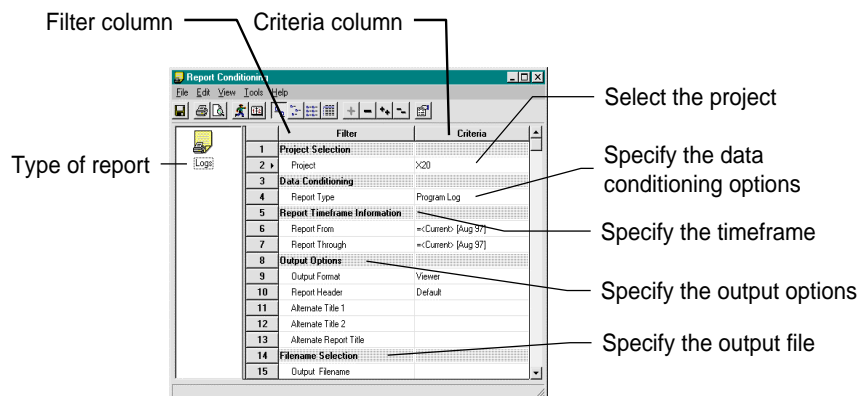 Filter column
Criteria column
Report Conditioning
File Edit View Tools Help
Filter Criteria
1 Project Selection
2 Project X20
3 Data Conditioning
4 Report Type Program Log
5 Report Timeframe Information
6 Report From =<Current> [Aug 97]
7 Report Through =<Current> [Aug 97]
8 Output Options
9 Output Format Viewer
10 Report Header Default
11 Alternate Title 1
12 Alternate Title 2
13 Alternate Report Title
14 Filename Selection
15 Output Filename
Logs
Type of report
Select the project
Specify the data
conditioning options
Specify the timeframe
Specify the output options
Specify the output file